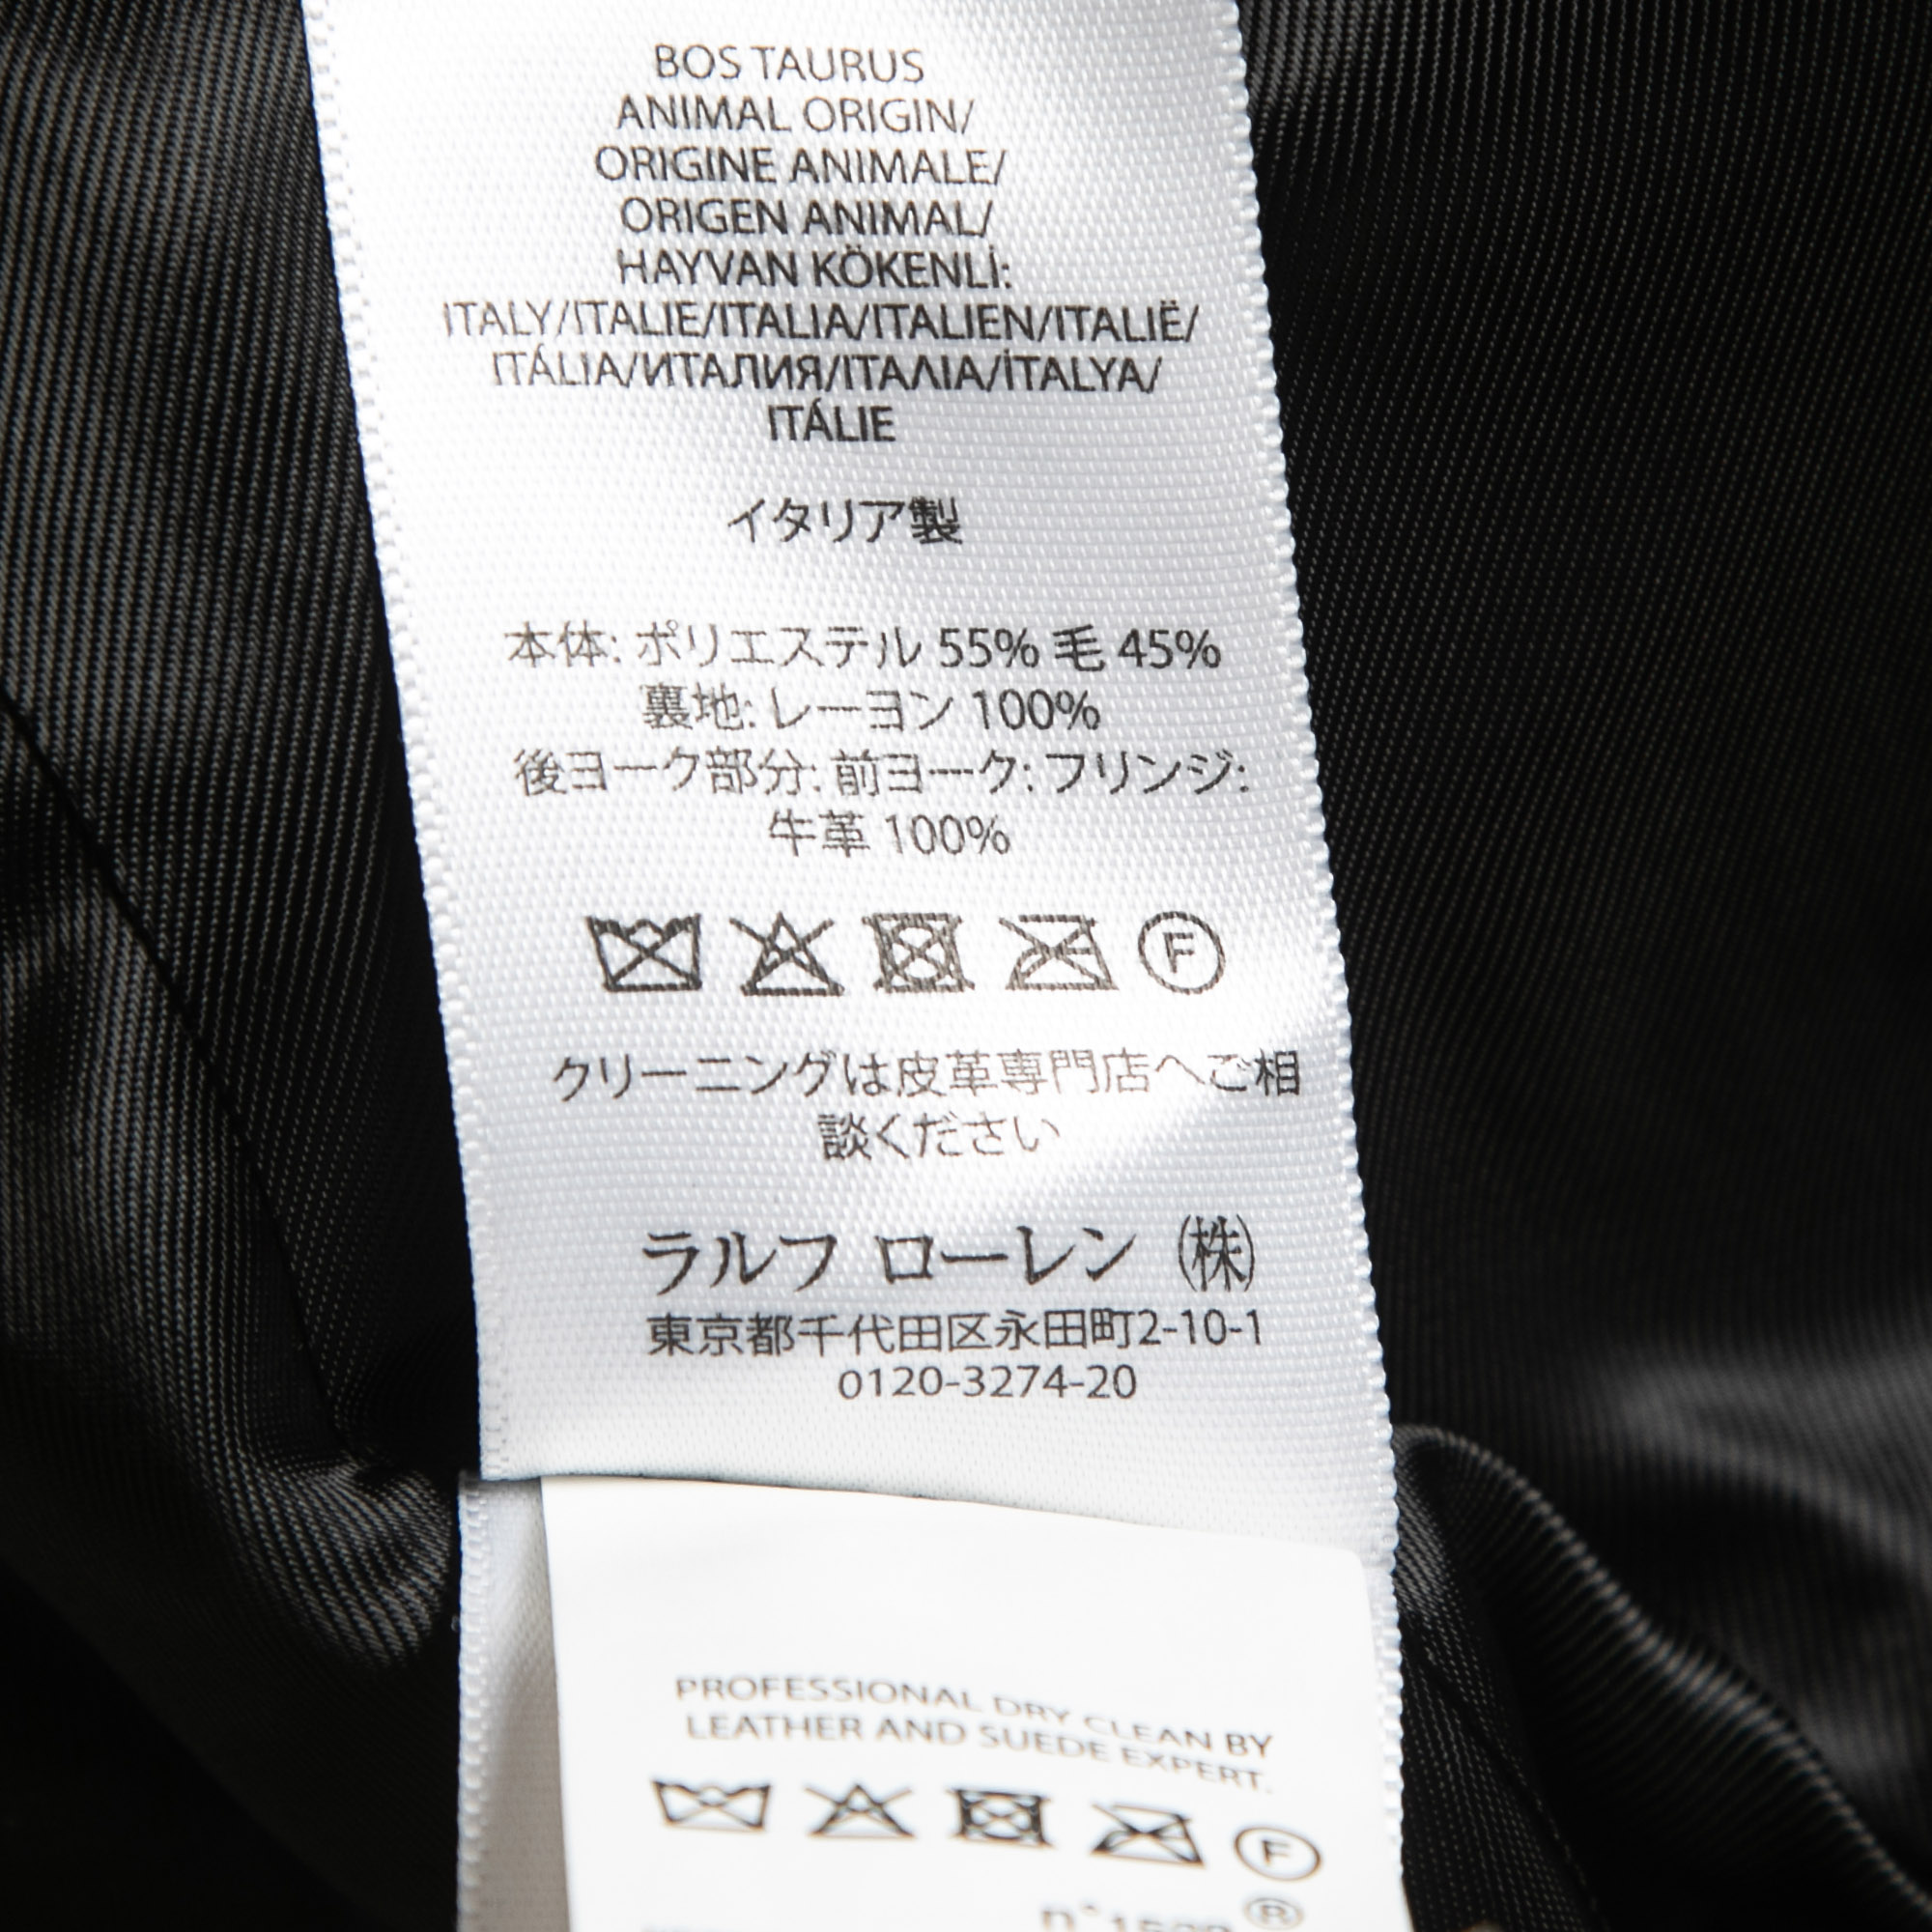 BOS TAURUS
ANIMAL ORIGIN/
ORIGINE ANIMALE/
ORIGEN ANIMAL/
HAYVAN KÖKENLİ:
ITALY/ITALIE/ITALIA/ITALIEN/ITALIË/
ITÁLIA/ИТАЛИЯ/ΙΤΑΛΙΑ/İTALYA/
ITÁLIE
イタリア製
本体: ポリエステル 55% 毛 45%
裏地: レーヨン 100%
後ヨーク部分: 前ヨーク: フリンジ:
牛革 100%
F
クリーニングは皮革専門店へご相
談ください
ラルフ ローレン ㈱
東京都千代田区永田町2-10-1
0120-3274-20
PROFESSIONAL DRY CLEAN BY
LEATHER AND SUEDE EXPERT.
F
®